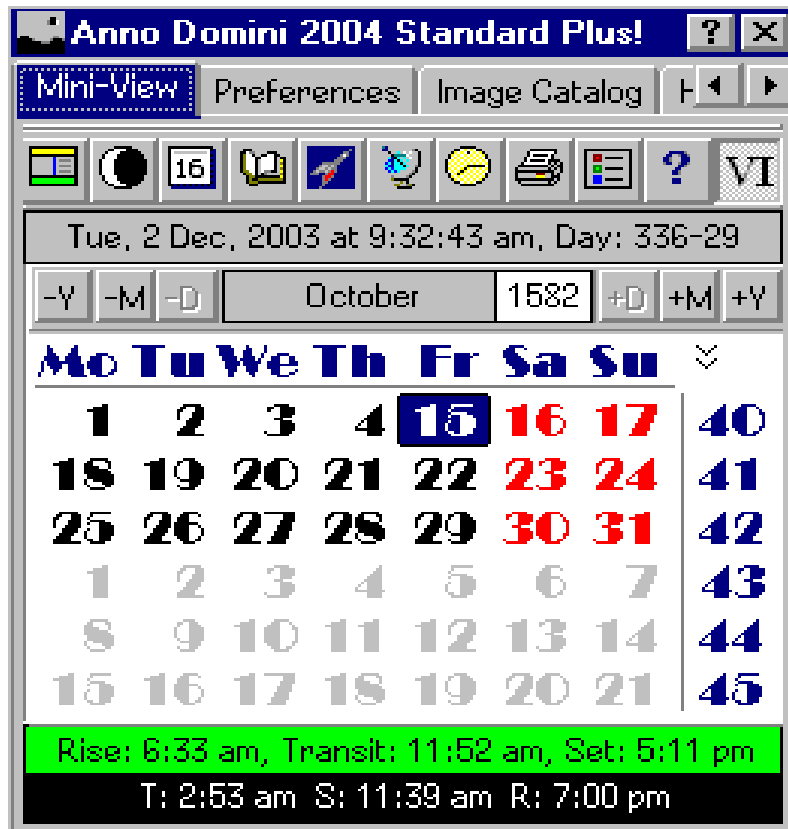 Anno Domini 2004 Standard Plus! ?
Mini-View Preferences Image Catalog
16 ? VI
Tue, 2 Dec, 2003 at 9:32:43 am, Day: 336-29
-Y -M -D October 1582 +D +M +Y
Mo Tu We Th Fr Sa Su
1 2 3 4 15 16 17 40
18 19 20 21 22 23 24 41
25 26 27 28 29 30 31 42
1 2 3 4 5 6 7 43
8 9 10 11 12 13 14 44
15 16 17 18 19 20 21 45
Rise: 6:33 am, Transit: 11:52 am, Set: 5:11 pm
T: 2:53 am S: 11:39 am R: 7:00 pm